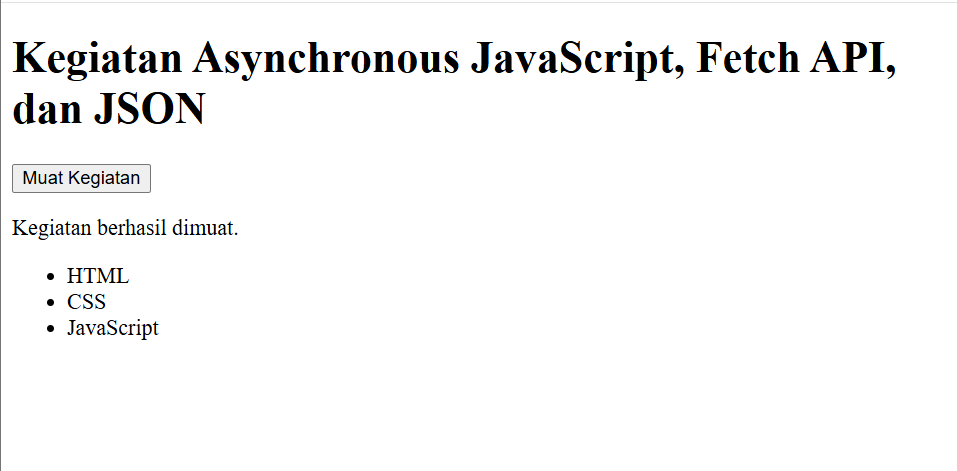 Kegiatan Asynchronous JavaScript, Fetch API,
dan JSON
Muat Kegiatan
Kegiatan berhasil dimuat.
HTML
CSS
JavaScript